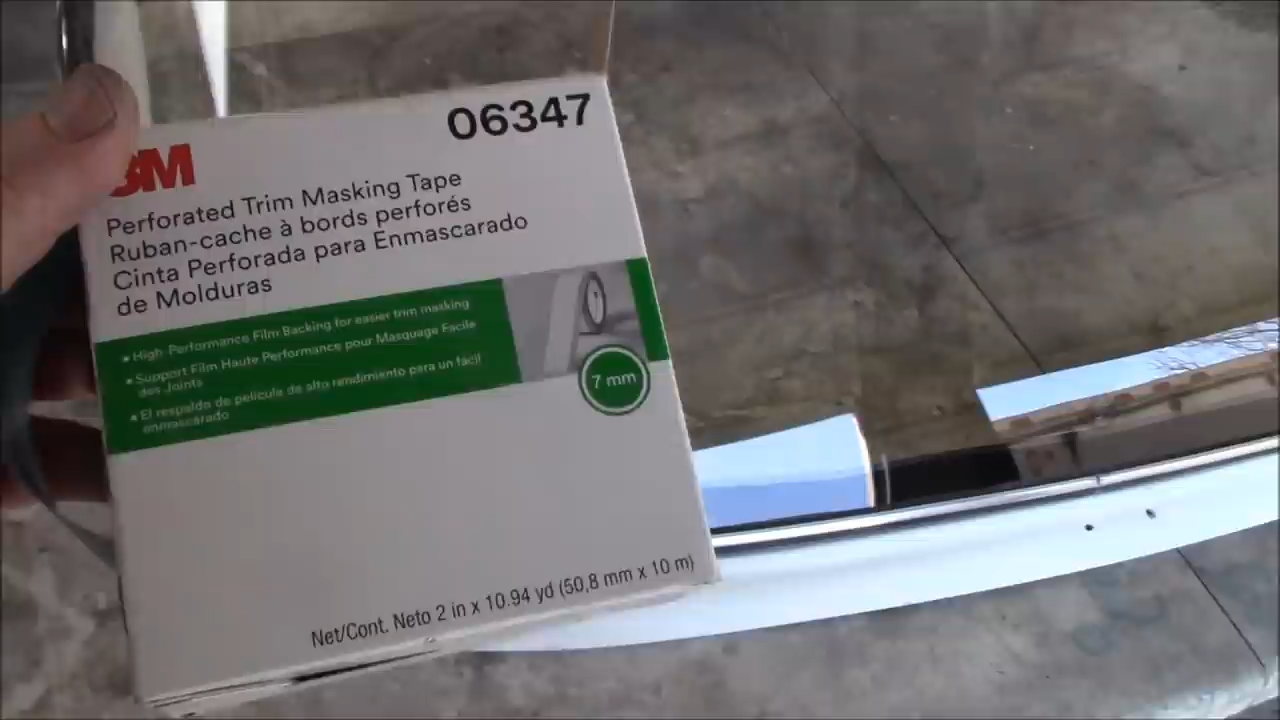 06347
3M
Perforated Trim Masking Tape
Ruban-cache à bords perforés
Cinta Perforada para Enmascarado
de Molduras
• High Performance Film Backing for easier trim masking
• Support Film Haute Performance pour Masquage Facile
des Joints
• El respaldo de película de alto rendimiento para un fácil
enmascarado
7 mm
Net/Cont. Neto 2 in x 10.94 yd (50,8 mm x 10 m)